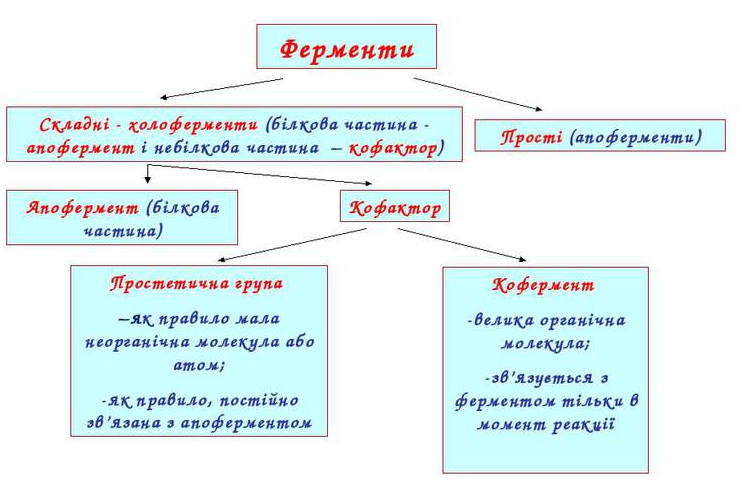 Ферменти
Складні - холоферменти (білкова частина -
апофермент і небілкова частина – кофактор)
Прості (апоферменти)
Апофермент (білкова
частина)
Кофактор
Простетична група
–як правило мала
неорганічна молекула або
атом;
-як правило, постійно
зв'язана з апоферментом
Кофермент
-велика органічна
молекула;
-зв'язується з
ферментом тільки в
момент реакції